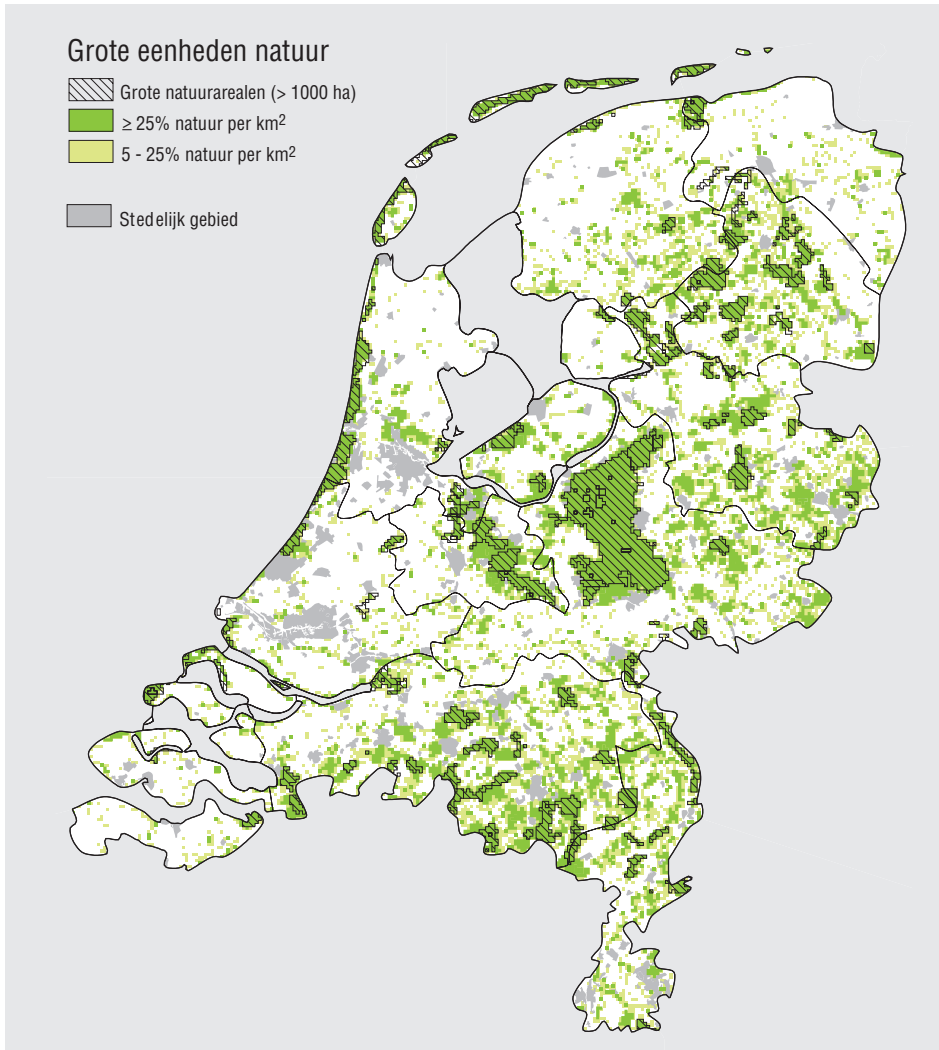 Grote eenheden natuur
Grote natuurarealen (> 1000 ha)
≥ 25% natuur per km²
5 - 25% natuur per km²
Stedelijk gebied